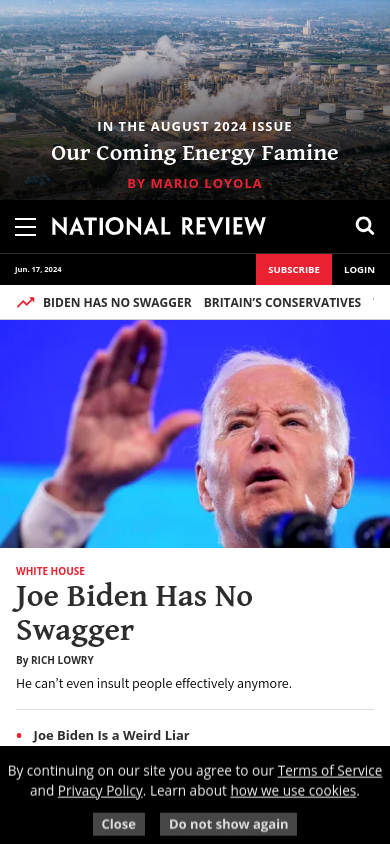 IN THE AUGUST 2024 ISSUE
Our Coming Energy Famine
BY MARIO LOYOLA
NATIONAL REVIEW
Jun. 17, 2024
SUBSCRIBE
LOGIN
BIDEN HAS NO SWAGGER BRITAIN'S CONSERVATIVES
WHITE HOUSE
Joe Biden Has No
Swagger
By RICH LOWRY
He can't even insult people effectively anymore.
• Joe Biden Is a Weird Liar
By continuing on our site you agree to our Terms of Service
and Privacy Policy. Learn about how we use cookies.
Close
Do not show again